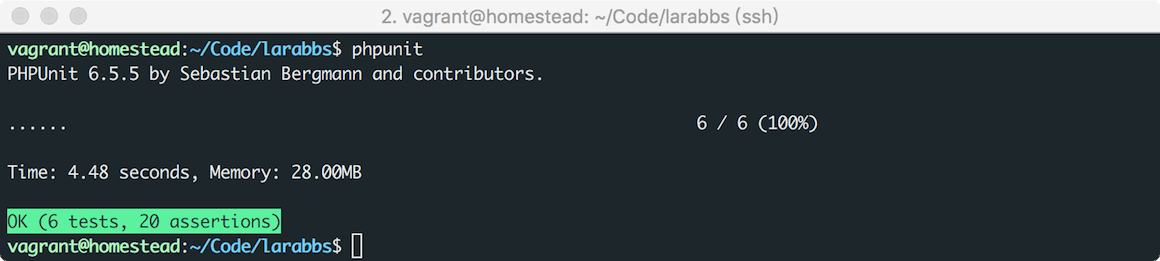 2. vagrant@homestead: ~/Code/larabbs (ssh)
vagrant@homestead:~/Code/larabbs$ phpunit
PHPUnit 6.5.5 by Sebastian Bergmann and contributors.
...... 6 / 6 (100%)
Time: 4.48 seconds, Memory: 28.00MB
OK (6 tests, 20 assertions)
vagrant@homestead:~/Code/larabbs$